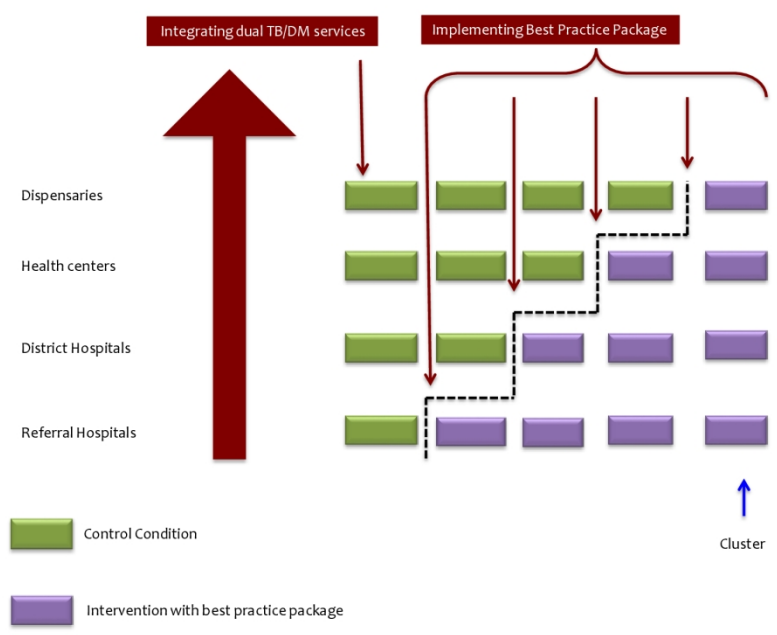 Integrating dual TB/DM services
Implementing Best Practice Package
Dispensaries
Health centers
District Hospitals
Referral Hospitals
Control Condition
Cluster
Intervention with best practice package